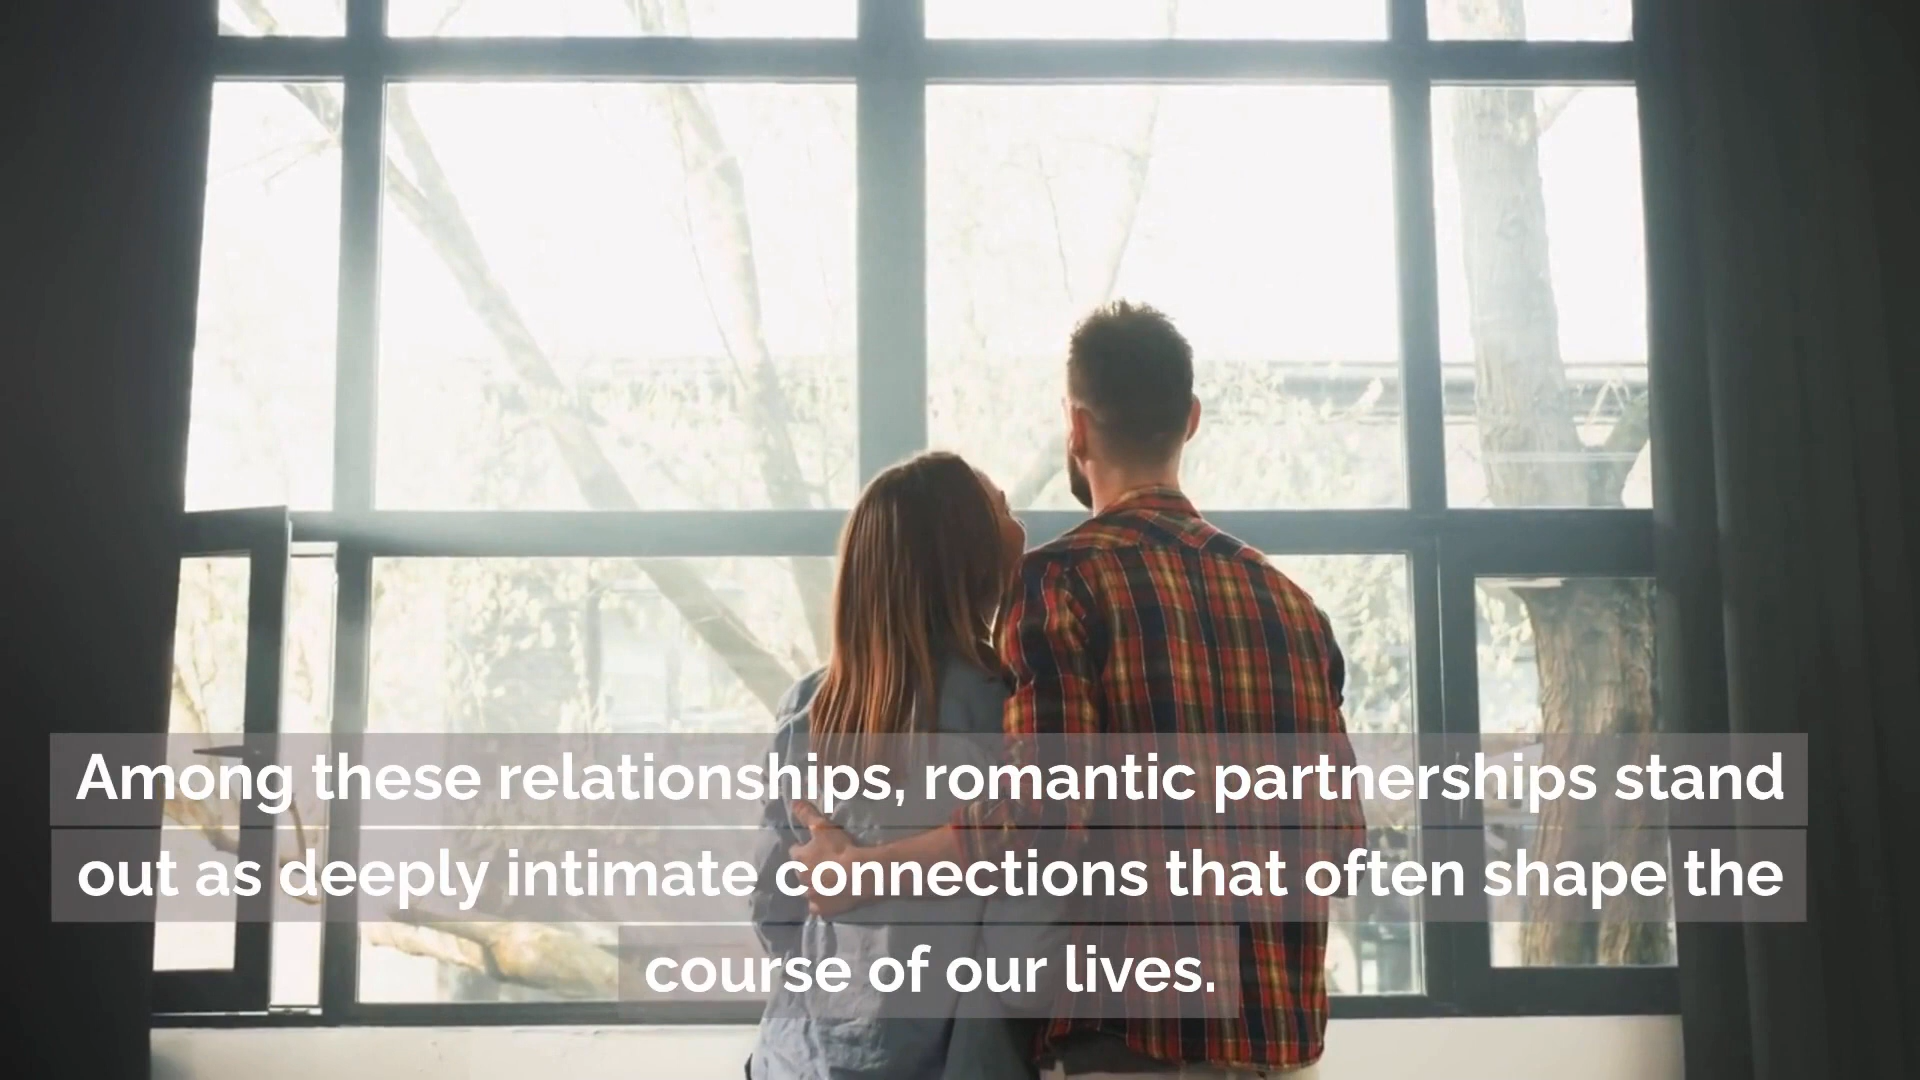 Among these relationships, romantic partnerships stand
out as deeply intimate connections that often shape the
course of our lives.